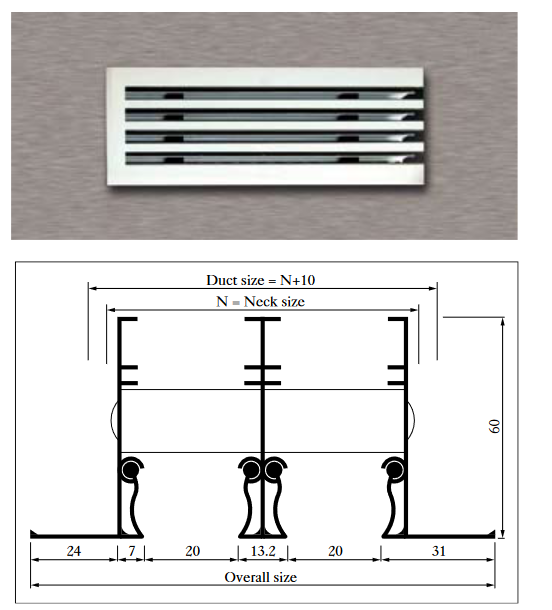 Duct size = N+10
N = Neck size
60
24 7 20 13.2 20 31
Overall size